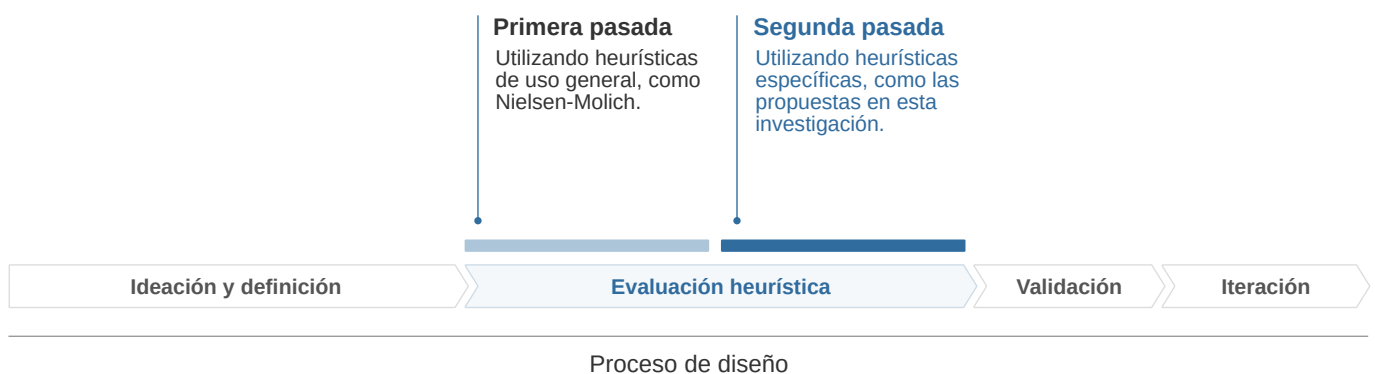 Primera pasada
Utilizando heurísticas
de uso general, como
Nielsen-Molich.
Segunda pasada
Utilizando heurísticas
específicas, como las
propuestas en esta
investigación.
Ideación y definición
Evaluación heurística
Validación
Iteración
Proceso de diseño